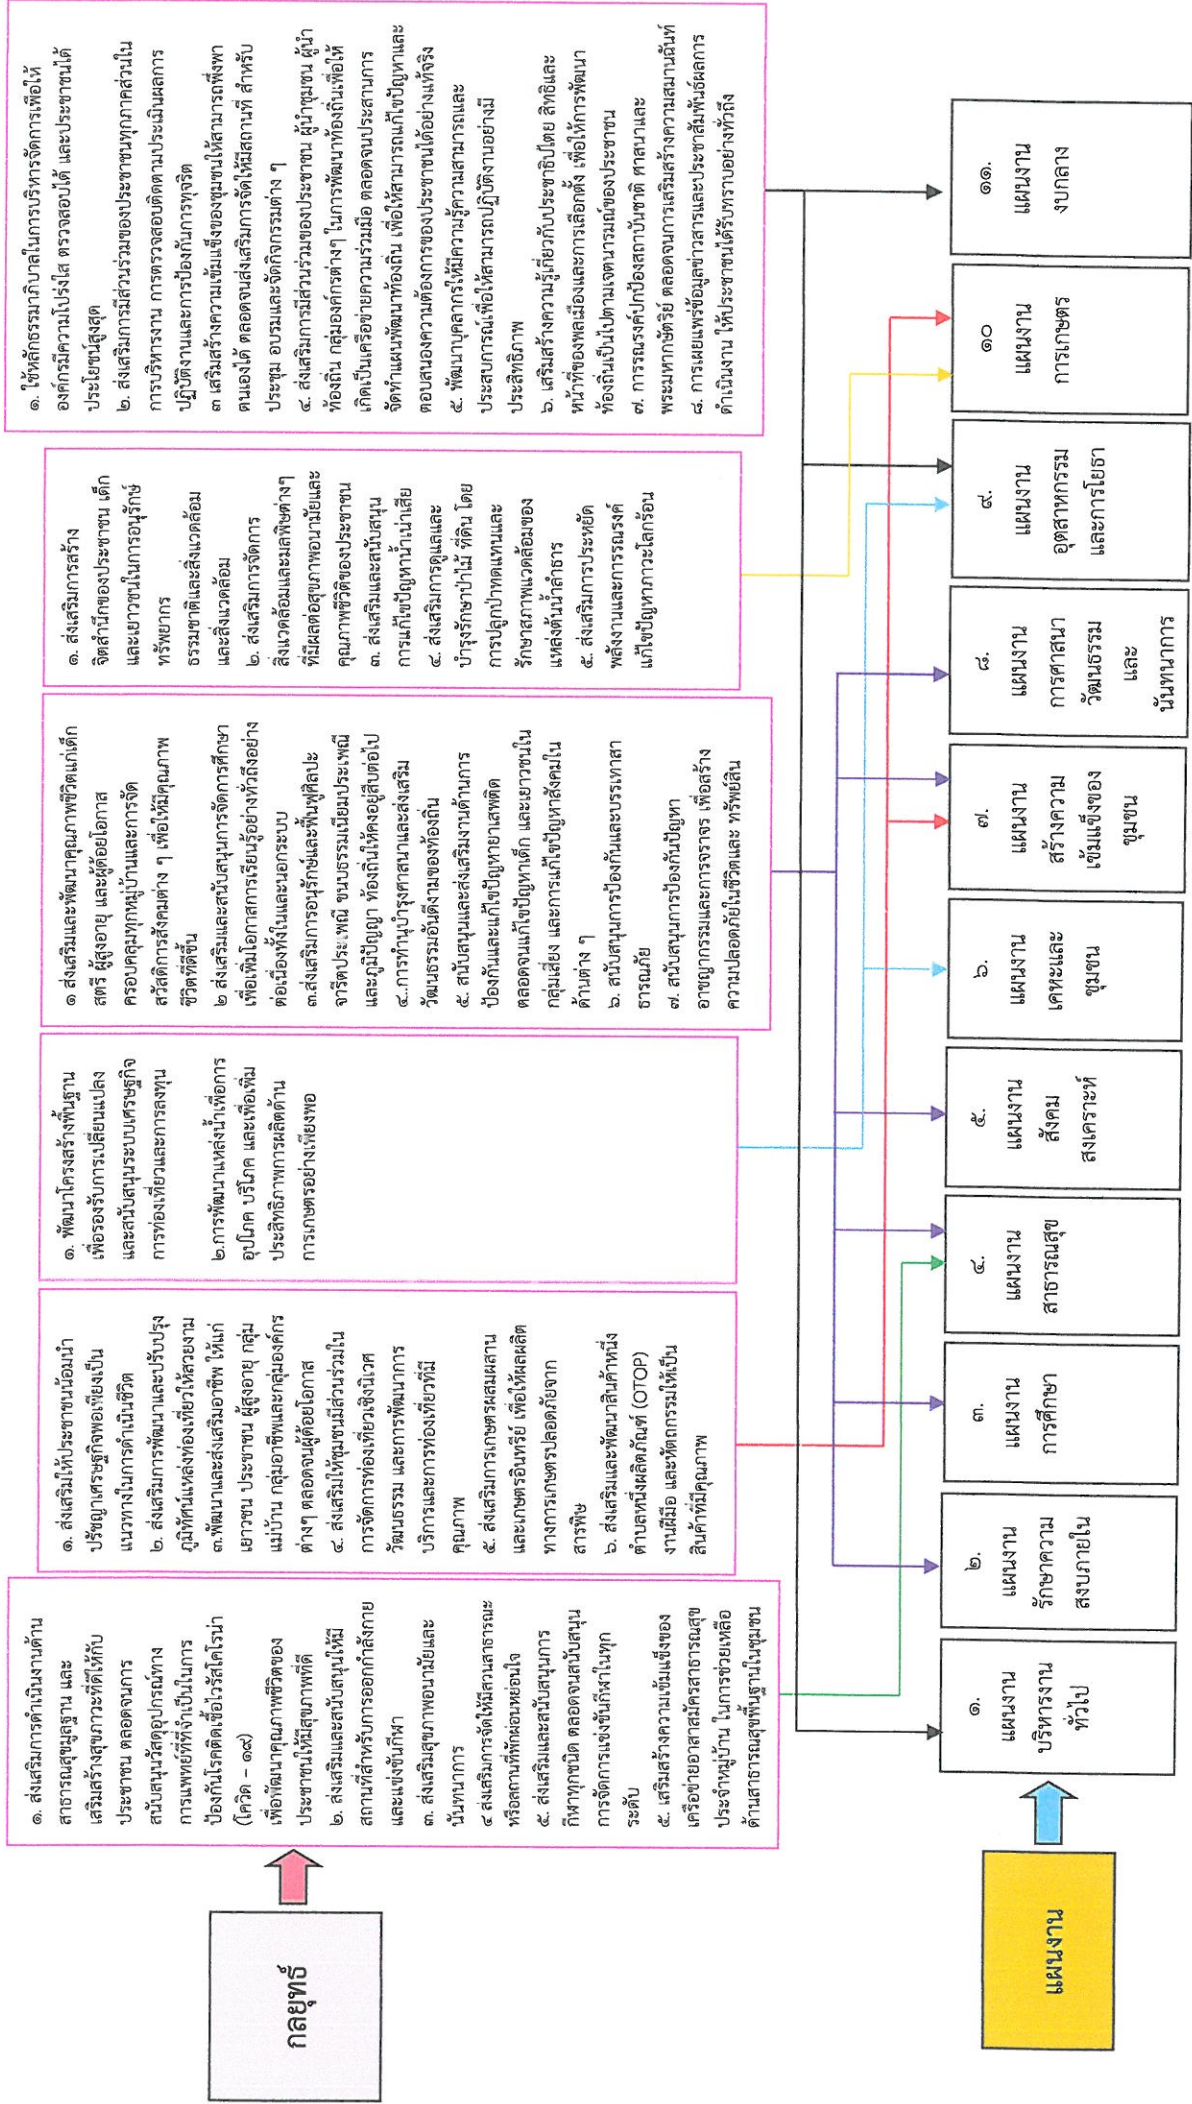 กลยุทธ์
๑. ส่งเสริมการดำเนินงานด้าน
สาธารณสุขมูลฐาน และ
เสริมสร้างสุขภาวะที่ดีให้กับ
ประชาชน ตลอดจนการ
สนับสนุนวัสดุอุปกรณ์ทาง
การแพทย์ที่จำเป็นในการ
ป้องกันโรคติดเชื้อไวรัสโคโรน่า
(โควิด – ๑๙)
เพื่อพัฒนาคุณภาพชีวิตของ
ประชาชนให้มีสุขภาพที่ดี
๒. ส่งเสริมและสนับสนุนให้มี
สถานที่สำหรับการออกกำลังกาย
และแข่งขันกีฬา
๓. ส่งเสริมสุขภาพอนามัยและ
นันทนาการ
๔ ส่งเสริมการจัดให้มีสวนสาธารณะ
หรือสถานที่พักผ่อนหย่อนใจ
๕. ส่งเสริมและสนับสนุนการ
กีฬาทุกชนิด ตลอดจนสนับสนุน
การจัดการแข่งขันกีฬาในทุก
ระดับ
๕. เสริมสร้างความเข้มแข็งของ
เครือข่ายอาสาสมัครสาธารณสุข
ประจำหมู่บ้าน ในการช่วยเหลือ
ด้านสาธารณสุขพื้นฐานในชุมชน
๑. ส่งเสริมให้ประชาชนน้อมนำ
ปรัชญาเศรษฐกิจพอเพียงเป็น
แนวทางในการดำเนินชีวิต
๒. ส่งเสริมการพัฒนาและปรับปรุง
ภูมิทัศน์แหล่งท่องเที่ยวให้สวยงาม
๓.พัฒนาและส่งเสริมอาชีพ ให้แก่
เยาวชน ประชาชน ผู้สูงอายุ กลุ่ม
แม่บ้าน กลุ่มอาชีพและกลุ่มองค์กร
ต่างๆ ตลอดจนผู้ด้อยโอกาส
๔. ส่งเสริมให้ชุมชนมีส่วนร่วมใน
การจัดการท่องเที่ยวเชิงนิเวศ
วัฒนธรรม และการพัฒนาการ
บริการและการท่องเที่ยวที่มี
คุณภาพ
๕. ส่งเสริมการเกษตรผสมผสาน
และเกษตรอินทรีย์ เพื่อให้ผลผลิต
ทางการเกษตรปลอดภัยจาก
สารพิษ
๖. ส่งเสริมและพัฒนาสินค้าหนึ่ง
ตำบลหนึ่งผลิตภัณฑ์ (OTOP)
งานฝีมือ และหัตถกรรมให้เป็น
สินค้าที่มีคุณภาพ
๑. พัฒนาโครงสร้างพื้นฐาน
เพื่อรองรับการเปลี่ยนแปลง
และสนับสนุนระบบเศรษฐกิจ
การท่องเที่ยวและการลงทุน
๒.การพัฒนาแหล่งน้ำเพื่อการ
อุปโภค บริโภค และเพื่อเพิ่ม
ประสิทธิภาพการผลิตด้าน
การเกษตรอย่างเพียงพอ
๑ ส่งเสริมและพัฒนาคุณภาพชีวิตแก่เด็ก
สตรี ผู้สูงอายุ และผู้ด้อยโอกาส
ครอบคลุมทุกหมู่บ้านและการจัด
สวัสดิการสังคมต่าง ๆ เพื่อให้มีคุณภาพ
ชีวิตที่ดีขึ้น
๒ ส่งเสริมและสนับสนุนการจัดการศึกษา
เพื่อเพิ่มโอกาสการเรียนรู้อย่างทั่วถึงอย่าง
ต่อเนื่องทั้งในและนอกระบบ
๓.ส่งเสริมการอนุรักษ์และฟื้นฟูศิลปะ
จารีตประเพณี ขนบธรรมเนียมประเพณี
และภูมิปัญญา ท้องถิ่นให้คงอยู่สืบต่อไป
๔..การทำนุบำรุงศาสนาและส่งเสริม
วัฒนธรรมอันดีงามของท้องถิ่น
๕. สนับสนุนและส่งเสริมงานด้านการ
ป้องกันและแก้ไขปัญหายาเสพติด
ตลอดจนแก้ไขปัญหาเด็ก และเยาวชนใน
กลุ่มเสี่ยง และการแก้ไขปัญหาสังคมใน
ด้านต่าง ๆ
๖. สนับสนุนการป้องกันและบรรเทาสา
ธารณภัย
๗. สนับสนุนการป้องกันปัญหา
อาชญากรรมและการจราจร เพื่อสร้าง
ความปลอดภัยในชีวิตและ ทรัพย์สิน
๑. ส่งเสริมการสร้าง
จิตสำนึกของประชาชน เด็ก
และเยาวชนในการอนุรักษ์
ทรัพยากร
ธรรมชาติและสิ่งแวดล้อม
และสิ่งแวดล้อม
๒. ส่งเสริมการจัดการ
สิ่งแวดล้อมและมลพิษต่างๆ
ที่มีผลต่อสุขภาพอนามัยและ
คุณภาพชีวิตของประชาชน
๓. ส่งเสริมและสนับสนุน
การแก้ไขปัญหาน้ำเน่าเสีย
๔. ส่งเสริมการดูแลและ
บำรุงรักษาป่าไม้ ที่ดิน โดย
การปลูกป่าทดแทนและ
รักษาสภาพแวดล้อมของ
แหล่งต้นน้ำลำธาร
๕. ส่งเสริมการประหยัด
พลังงานและการรณรงค์
แก้ไขปัญหาภาวะโลกร้อน
๑. ใช้หลักธรรมาภิบาลในการบริหารจัดการเพื่อให้
องค์กรมีความโปร่งใส ตรวจสอบได้ และประชาชนได้
ประโยชน์สูงสุด
๒. ส่งเสริมการมีส่วนร่วมของประชาชนทุกภาคส่วนใน
การบริหารงาน การตรวจสอบติดตามประเมินผลการ
ปฏิบัติงานและการป้องกันการทุจริต
๓ เสริมสร้างความเข้มแข็งของชุมชนให้สามารถพึ่งพา
ตนเองได้ ตลอดจนส่งเสริมการจัดให้มีสถานที่ สำหรับ
ประชุม อบรมและจัดกิจกรรมต่าง ๆ
๔. ส่งเสริมการมีส่วนร่วมของประชาชน ผู้นำชุมชน ผู้นำ
ท้องถิ่น กลุ่มองค์กรต่างๆ ในการพัฒนาท้องถิ่นเพื่อให้
เกิดเป็นเครือข่ายความร่วมมือ ตลอดจนประสานการ
จัดทำแผนพัฒนาท้องถิ่น เพื่อให้สามารถแก้ไขปัญหาและ
ตอบสนองความต้องการของประชาชนได้อย่างแท้จริง
๕. พัฒนาบุคลากรให้มีความรู้ความสามารถและ
ประสบการณ์เพื่อให้สามารถปฏิบัติงานอย่างมี
ประสิทธิภาพ
๖. เสริมสร้างความรู้เกี่ยวกับประชาธิปไตย สิทธิและ
หน้าที่ของพลเมืองและการเลือกตั้ง เพื่อให้การพัฒนา
ท้องถิ่นเป็นไปตามเจตนารมณ์ของประชาชน
๗. การรณรงค์ปกป้องสถาบันชาติ ศาสนาและ
พระมหากษัตริย์ ตลอดจนการเสริมสร้างความสมานฉันท์
๘. การเผยแพร่ข้อมูลข่าวสารและประชาสัมพันธ์ผลการ
ดำเนินงาน ให้ประชาชนได้รับทราบอย่างทั่วถึง
แผนงาน
๑.
แผนงาน
บริหารงาน
ทั่วไป
๒.
แผนงาน
รักษาความ
สงบภายใน
๓.
แผนงาน
การศึกษา
๔.
แผนงาน
สาธารณสุข
๕.
แผนงาน
สังคม
สงเคราะห์
๖.
แผนงาน
เคหะและ
ชุมชน
๗.
แผนงาน
สร้างความ
เข้มแข็งของ
ชุมชน
๘.
แผนงาน
การศาสนา
วัฒนธรรม
และ
นันทนาการ
๙.
แผนงาน
อุตสาหกรรม
และการโยธา
๑๐
แผนงาน
การเกษตร
๑๑.
แผนงาน
งบกลาง